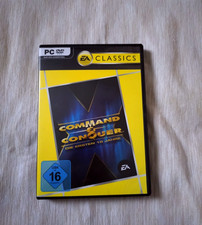 PC DVD
EA CLASSICS
COMMAND
&
CONQUER
16
EA